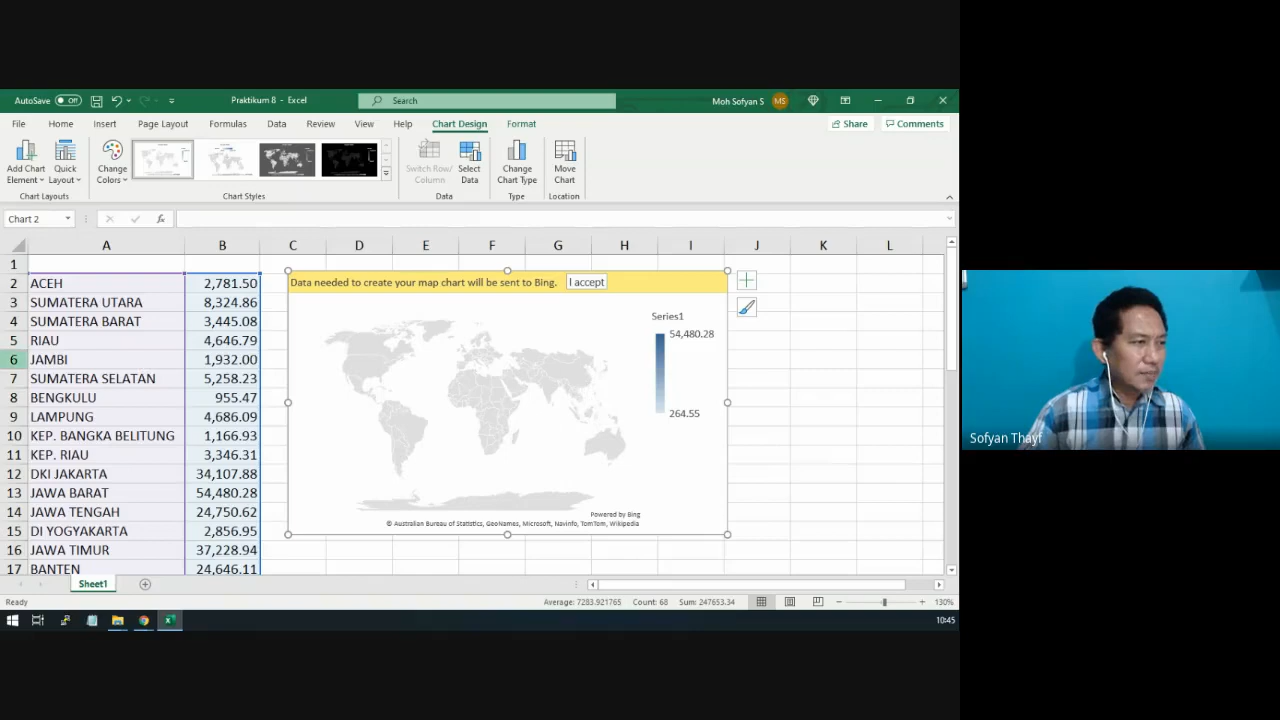 AutoSave Off Praktikum 8 - Excel Search Moh Sofyan S MS
File Home Insert Page Layout Formulas Data Review View Help Chart Design Format Share Comments
Add Chart Element
Quick Layout
Change Colors
Switch Row/ Column
Select Data
Change Chart Type
Move Chart
Chart Layouts Chart Styles Data Type Location
Chart 2 fx
A B C D E F G H I J K L
1
2 ACEH 2,781.50
3 SUMATERA UTARA 8,324.86
4 SUMATERA BARAT 3,445.08
5 RIAU 4,646.79
6 JAMBI 1,932.00
7 SUMATERA SELATAN 5,258.23
8 BENGKULU 955.47
9 LAMPUNG 4,686.09
10 KEP. BANGKA BELITUNG 1,166.93
11 KEP. RIAU 3,346.31
12 DKI JAKARTA 34,107.88
13 JAWA BARAT 54,480.28
14 JAWA TENGAH 24,750.62
15 DI YOGYAKARTA 2,856.95
16 JAWA TIMUR 37,228.94
17 BANTEN 24,646.11
Data needed to create your map chart will be sent to Bing. I accept
Series1
54,480.28
264.55
Powered by Bing
© Australian Bureau of Statistics, GeoNames, Microsoft, Navinfo, TomTom, Wikipedia
Sheet1
Ready Average: 7283.921765 Count: 68 Sum: 247653.34 130%
10:45
Sofyan Thayf